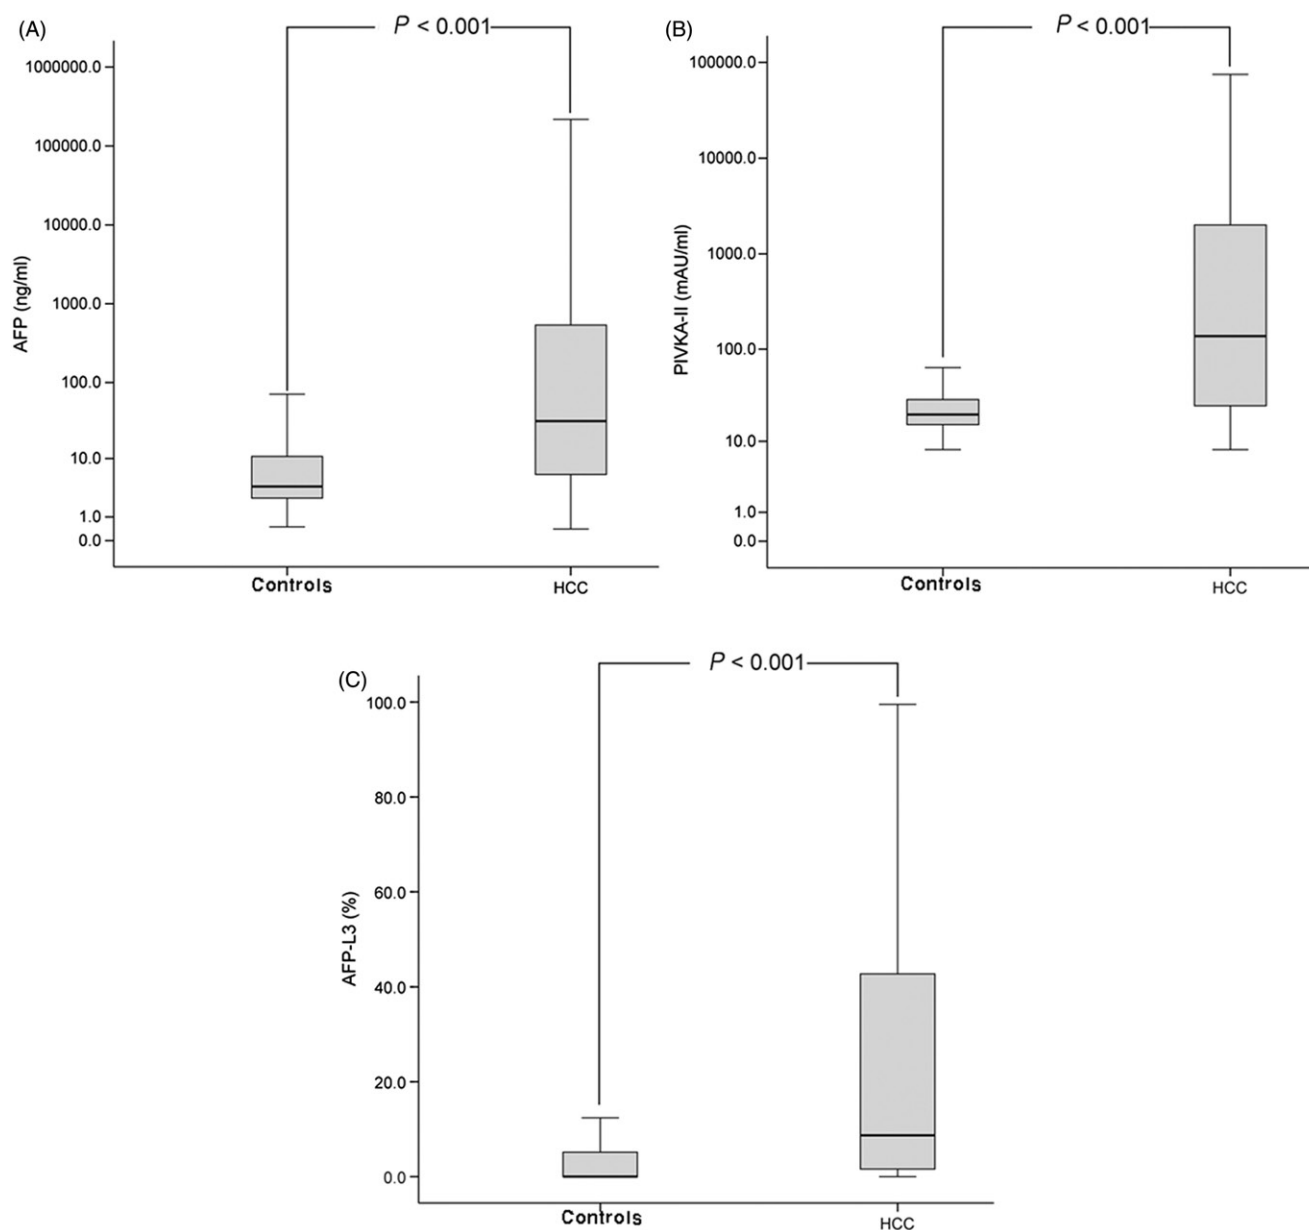 (A)
P < 0.001
1000000.0
100000.0
10000.0
1000.0
100.0
10.0
1.0
0.0
AFP (ng/ml)
Controls
HCC
(B)
P < 0.001
100000.0
10000.0
1000.0
100.0
10.0
1.0
0.0
PIVKA-II (mAU/ml)
Controls
HCC
(C)
P < 0.001
100.0
80.0
60.0
40.0
20.0
0.0
AFP-L3 (%)
Controls
HCC